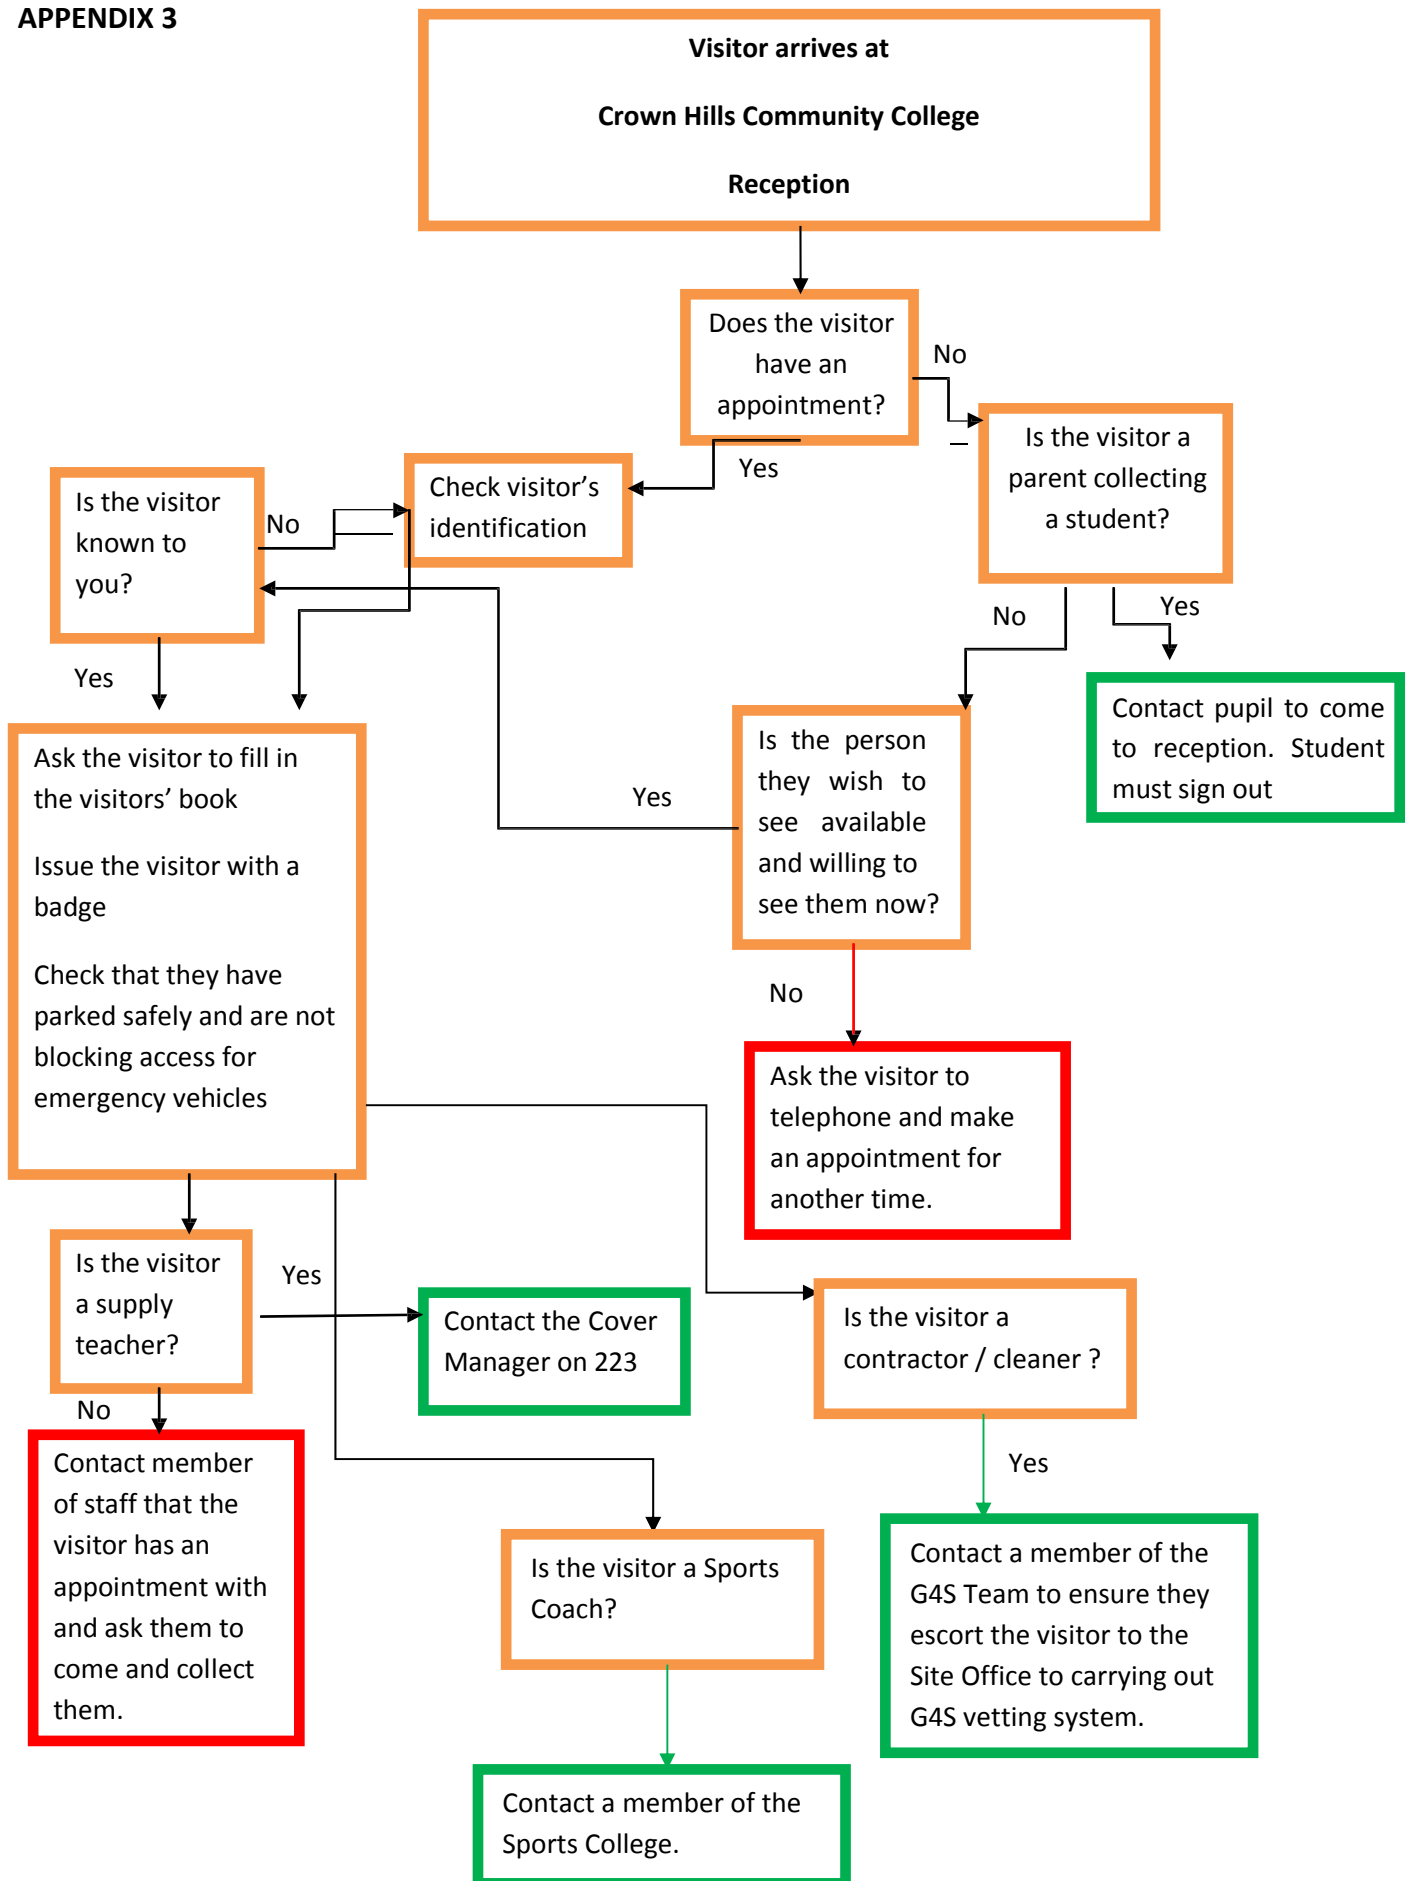 APPENDIX 3
Visitor arrives at
Crown Hills Community College
Reception
Does the visitor
have an
appointment?
No
Is the visitor a
parent collecting
a student?
Yes
Check visitor’s
identification
Is the visitor
known to
you?
No
No
Yes
Yes
Contact pupil to come
to reception. Student
must sign out
Is the person
they wish to
see available
and willing to
see them now?
Yes
Ask the visitor to fill in
the visitors’ book
Issue the visitor with a
badge
Check that they have
parked safely and are not
blocking access for
emergency vehicles
No
Ask the visitor to
telephone and make
an appointment for
another time.
Is the visitor
a supply
teacher?
Yes
Contact the Cover
Manager on 223
Is the visitor a
contractor / cleaner ?
No
Contact member
of staff that the
visitor has an
appointment with
and ask them to
come and collect
them.
Yes
Is the visitor a Sports
Coach?
Contact a member of the
G4S Team to ensure they
escort the visitor to the
Site Office to carrying out
G4S vetting system.
Contact a member of the
Sports College.